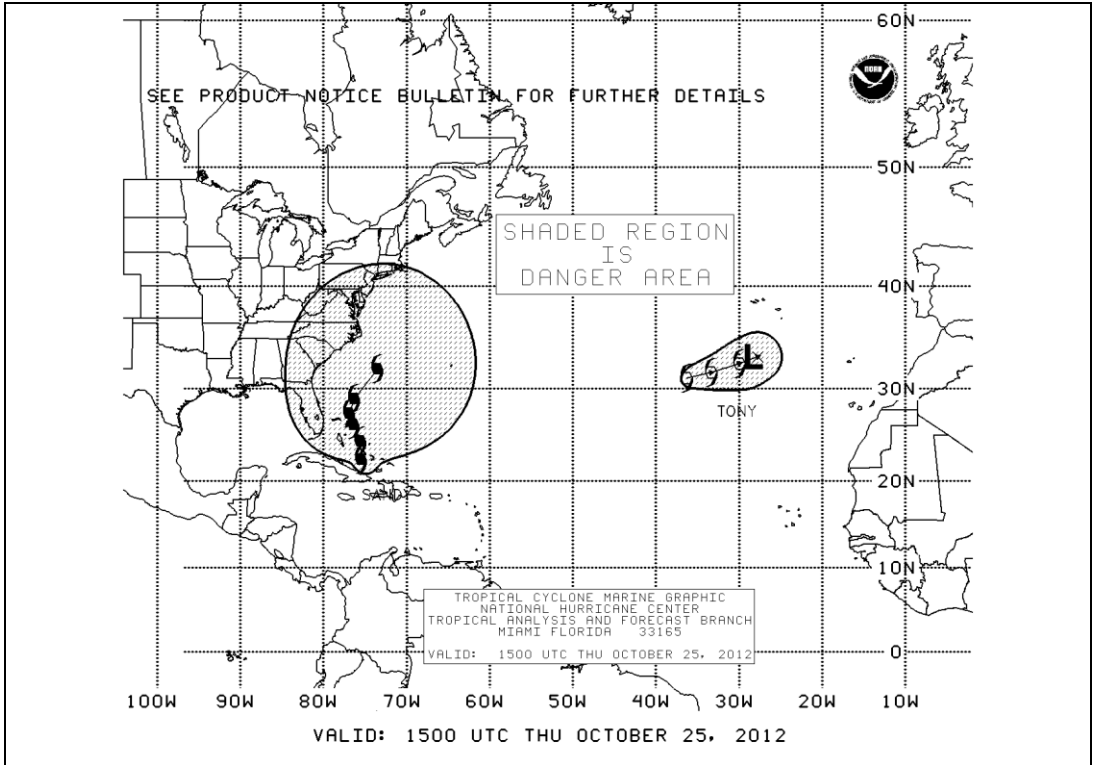 60N
NOAA
SEE PRODUCT NOTICE BULLETIN FOR FURTHER DETAILS
50N
SHADED REGION
IS
DANGER AREA
40N
L
30N
TONY
20N
SANDY
10N
TROPICAL CYCLONE MARINE GRAPHIC
NATIONAL HURRICANE CENTER
TROPICAL ANALYSIS AND FORECAST BRANCH
MIAMI FLORIDA 33165
VALID: 1500 UTC THU OCTOBER 25, 2012
0
100W 90W 80W 70W 60W 50W 40W 30W 20W 10W
VALID: 1500 UTC THU OCTOBER 25, 2012